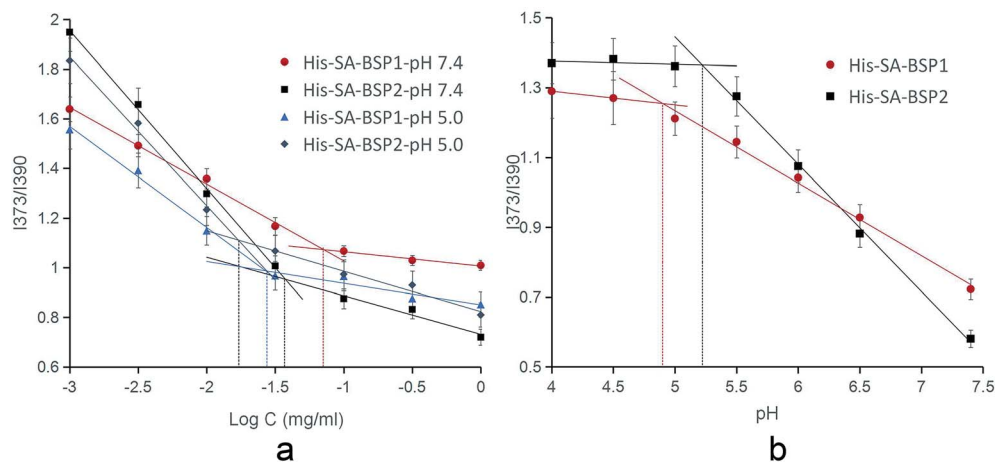 2
1.8
1.6
1.4
1.2
1
0.8
0.6
-3
-2.5
-2
-1.5
-1
-0.5
0
I373/I390
Log C (mg/ml)
His-SA-BSP1-pH 7.4
His-SA-BSP2-pH 7.4
His-SA-BSP1-pH 5.0
His-SA-BSP2-pH 5.0
a
1.5
1.3
1.1
0.9
0.7
0.5
4
4.5
5
5.5
6
6.5
7
7.5
I373/I390
pH
His-SA-BSP1
His-SA-BSP2
b